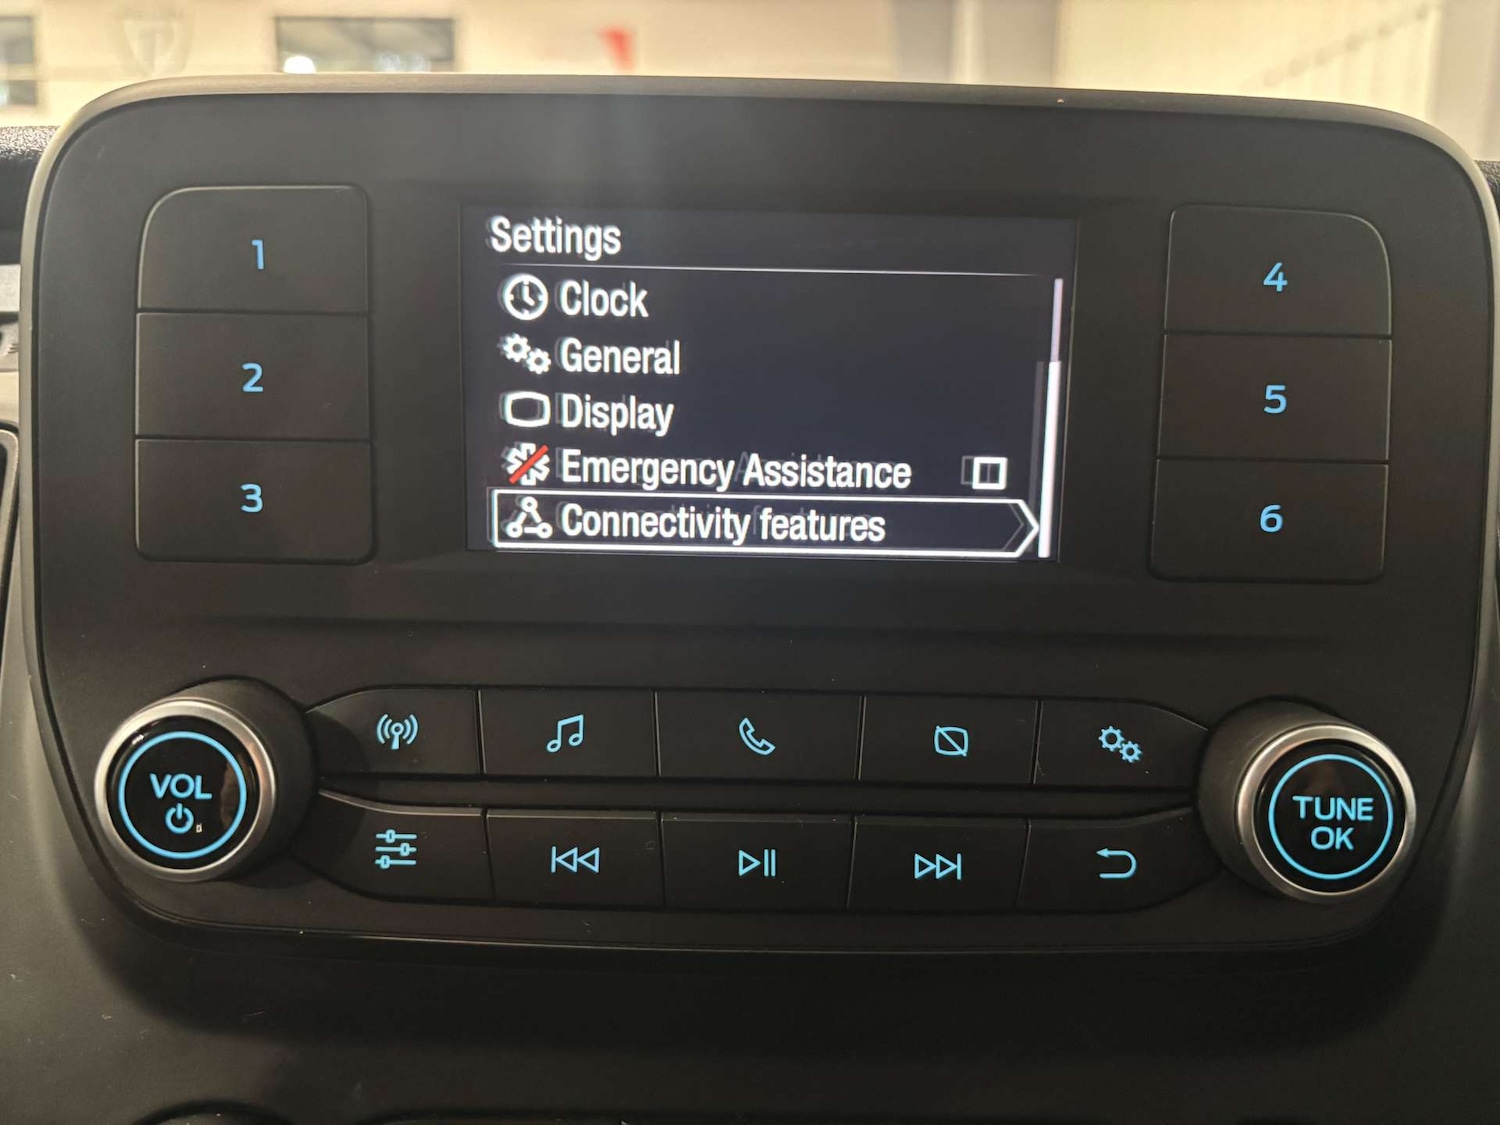 Settings
Clock
General
Display
Emergency Assistance
Connectivity features
1
2
3
4
5
6
VOL
TUNE
OK